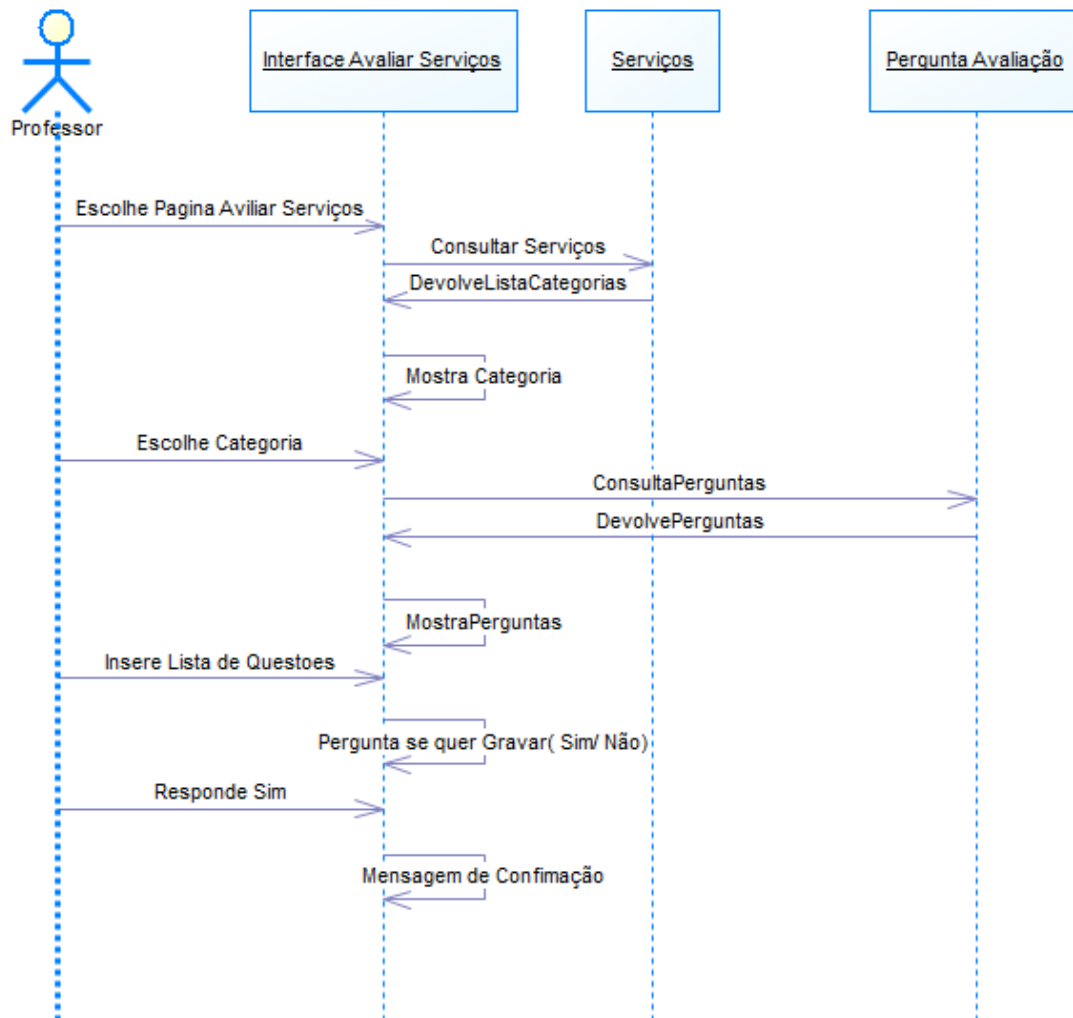 Interface Avaliar Serviços
Serviços
Pergunta Avaliação
Professor
Escolhe Pagina Aviliar Serviços
Consultar Serviços
DevolveListaCategorias
Mostra Categoria
Escolhe Categoria
ConsultaPerguntas
DevolvePerguntas
MostraPerguntas
Insere Lista de Questoes
Pergunta se quer Gravar( Sim/ Não)
Responde Sim
Mensagem de Confimação